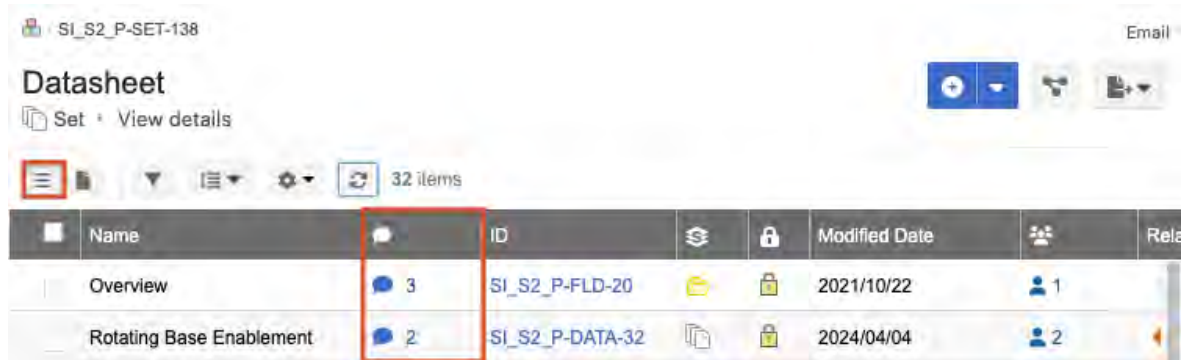 SI_S2_P-SET-138
Email
Datasheet
Set • View details
32 items
Name ID Modified Date Rela
Overview 3 SI_S2_P-FLD-20 2021/10/22 1
Rotating Base Enablement 2 SI_S2_P-DATA-32 2024/04/04 2